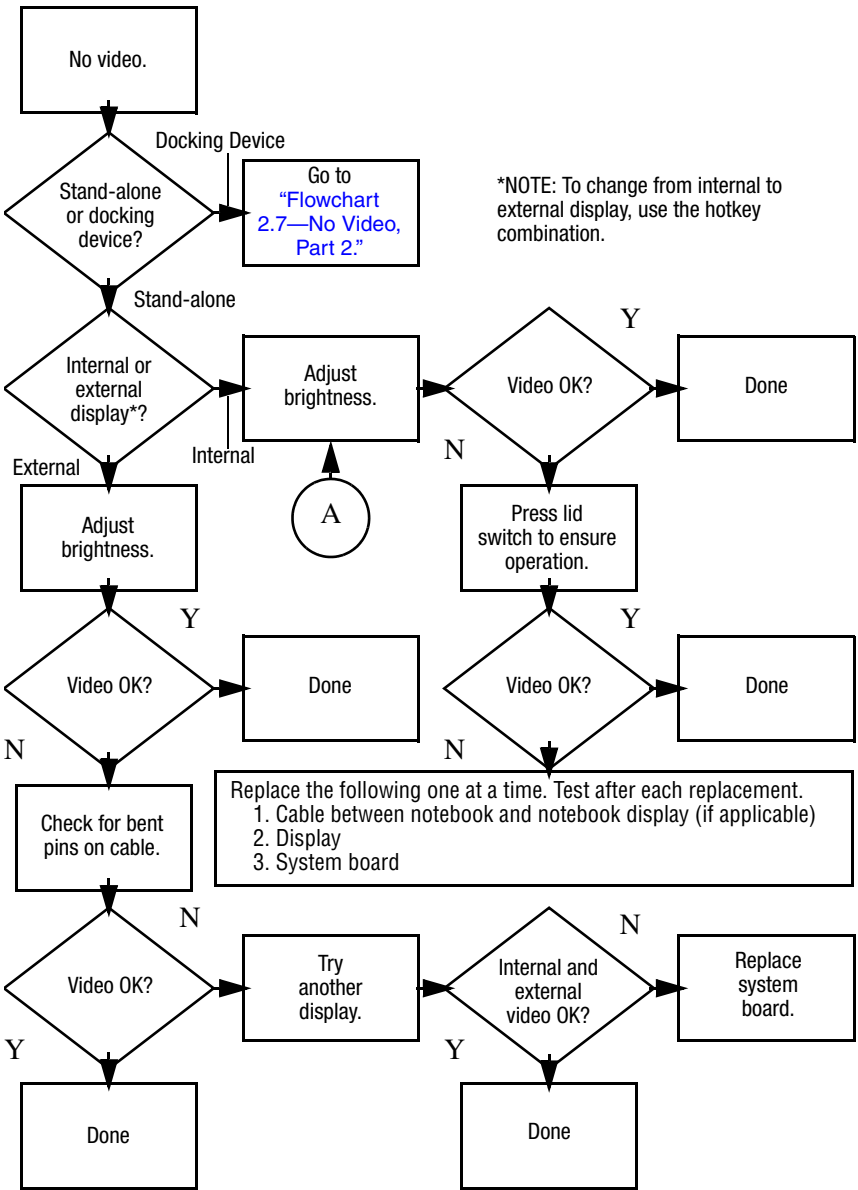 No video.
Docking Device
Stand-alone
or docking
device?
Go to
“Flowchart
2.7—No Video,
Part 2.”
*NOTE: To change from internal to
external display, use the hotkey
combination.
Stand-alone
Internal or
external
display*?
Adjust
brightness.
Video OK?
Y
Done
External
Internal
N
A
Adjust
brightness.
Press lid
switch to ensure
operation.
Y
Video OK?
Done
Y
Video OK?
Done
N
N
Check for bent
pins on cable.
Replace the following one at a time. Test after each replacement.
1. Cable between notebook and notebook display (if applicable)
2. Display
3. System board
N
Video OK?
Try
another
display.
Internal and
external
video OK?
N
Replace
system
board.
Y
Y
Done
Done